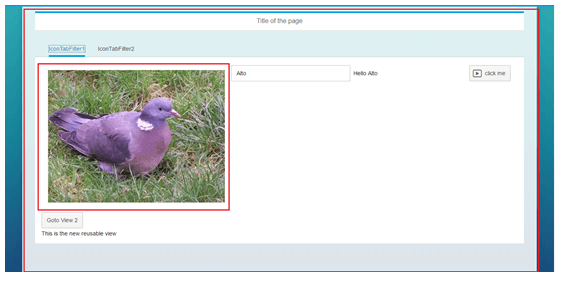 Title of the page
IconTabFilter1 IconTabFilter2
Alto Hello Alto click me
Goto View 2
This is the new reusable view